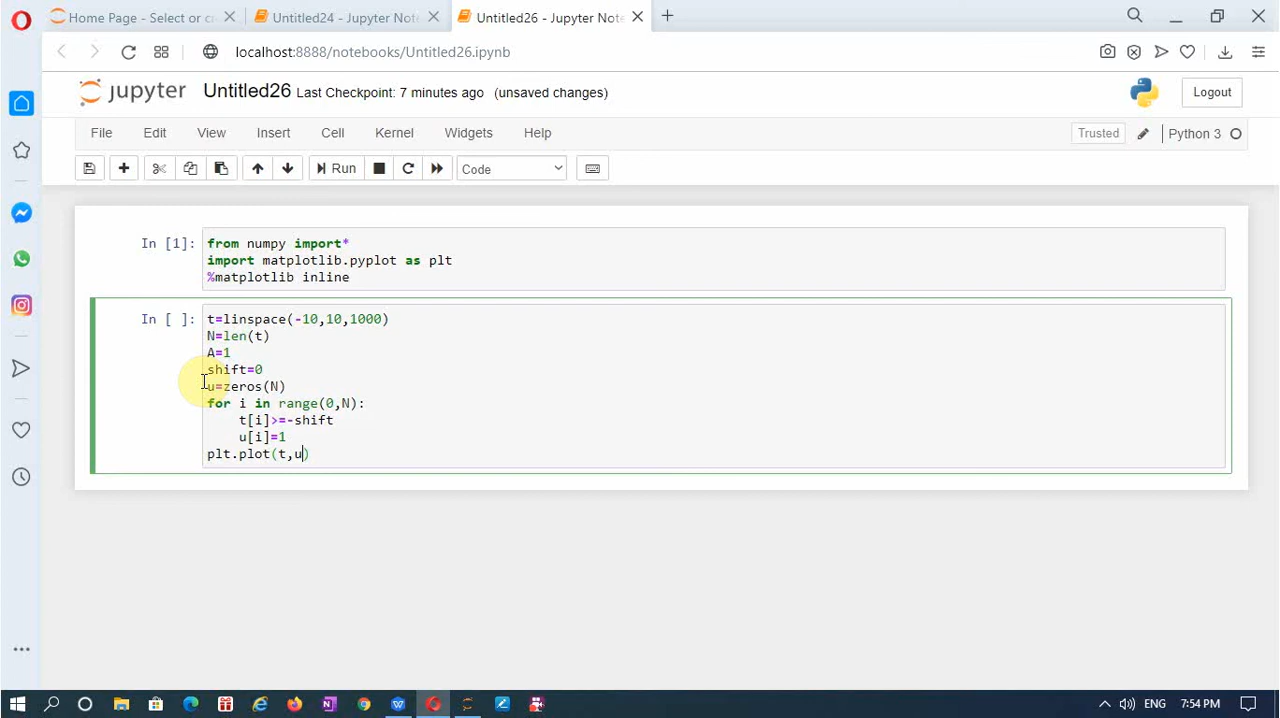 Home Page - Select or cr
Untitled24 - Jupyter Note
Untitled26 - Jupyter Note
localhost:8888/notebooks/Untitled26.ipynb
jupyter Untitled26 Last Checkpoint: 7 minutes ago (unsaved changes)
Logout
File Edit View Insert Cell Kernel Widgets Help
Trusted Python 3
Run Code
In [1]: from numpy import*
import matplotlib.pyplot as plt
%matplotlib inline
In [ ]: t=linspace(-10,10,1000)
N=len(t)
A=1
shift=0
u=zeros(N)
for i in range(0,N):
    t[i]>=-shift
    u[i]=1
plt.plot(t,u)
ENG 7:54 PM